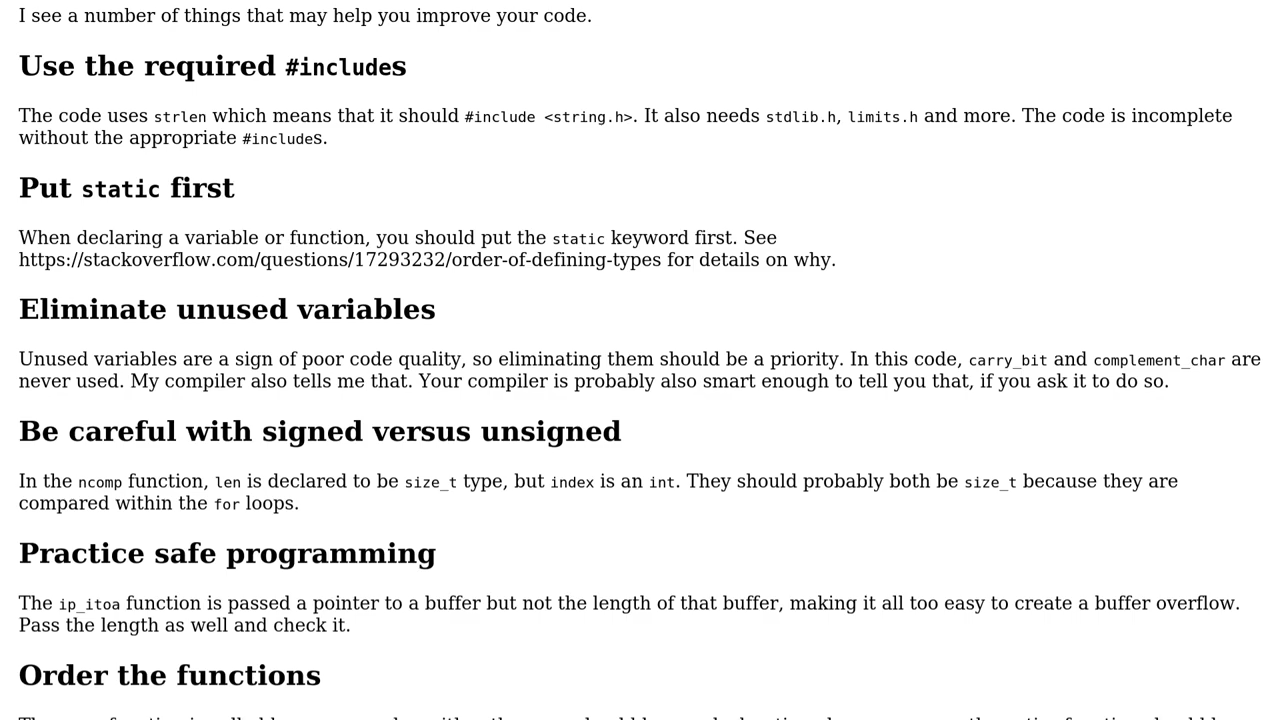 I see a number of things that may help you improve your code.
Use the required #includes
The code uses strlen which means that it should #include <string.h>. It also needs stdlib.h, limits.h and more. The code is incomplete
without the appropriate #includes.
Put static first
When declaring a variable or function, you should put the static keyword first. See
https://stackoverflow.com/questions/17293232/order-of-defining-types for details on why.
Eliminate unused variables
Unused variables are a sign of poor code quality, so eliminating them should be a priority. In this code, carry_bit and complement_char are
never used. My compiler also tells me that. Your compiler is probably also smart enough to tell you that, if you ask it to do so.
Be careful with signed versus unsigned
In the ncomp function, len is declared to be size_t type, but index is an int. They should probably both be size_t because they are
compared within the for loops.
Practice safe programming
The ip_itoa function is passed a pointer to a buffer but not the length of that buffer, making it all too easy to create a buffer overflow.
Pass the length as well and check it.
Order the functions